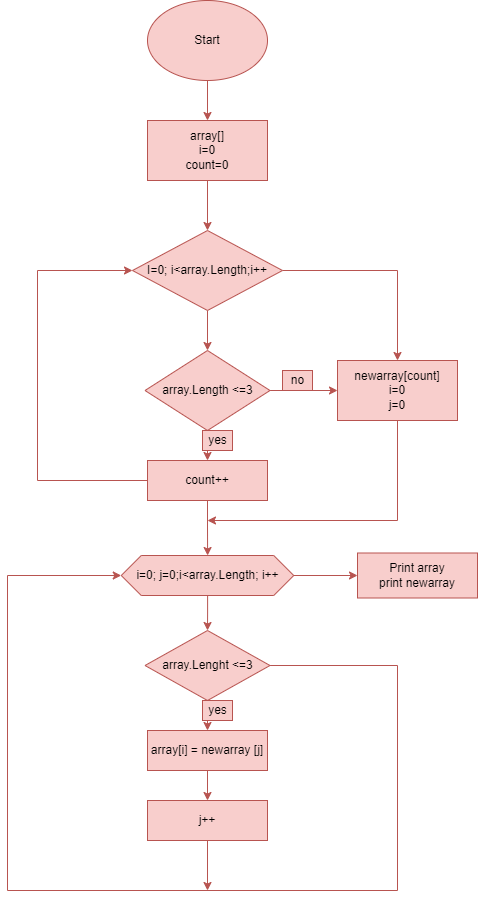 Start
array[]
i=0
count=0
I=0; i<array.Length;i++
array.Length <=3
no
newarray[count]
i=0
j=0
yes
count++
i=0; j=0;i<array.Length; i++
Print array
print newarray
array.Lenght <=3
yes
array[i] = newarray [j]
j++